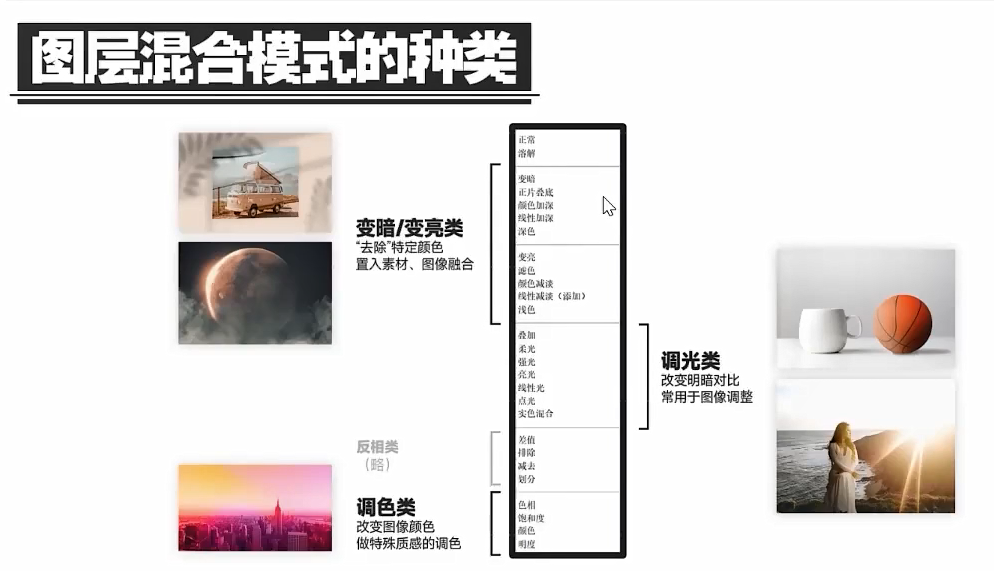 图层混合模式的种类
变暗/变亮类
“去除”特定颜色
置入素材、图像融合
反相类
（略）
调色类
改变图像颜色
做特殊质感的调色
正常
溶解
变暗
正片叠底
颜色加深
线性加深
深色
变亮
滤色
颜色减淡
线性减淡（添加）
浅色
叠加
柔光
强光
亮光
线性光
点光
实色混合
差值
排除
减去
划分
色相
饱和度
颜色
明度
调光类
改变明暗对比
常用于图像调整